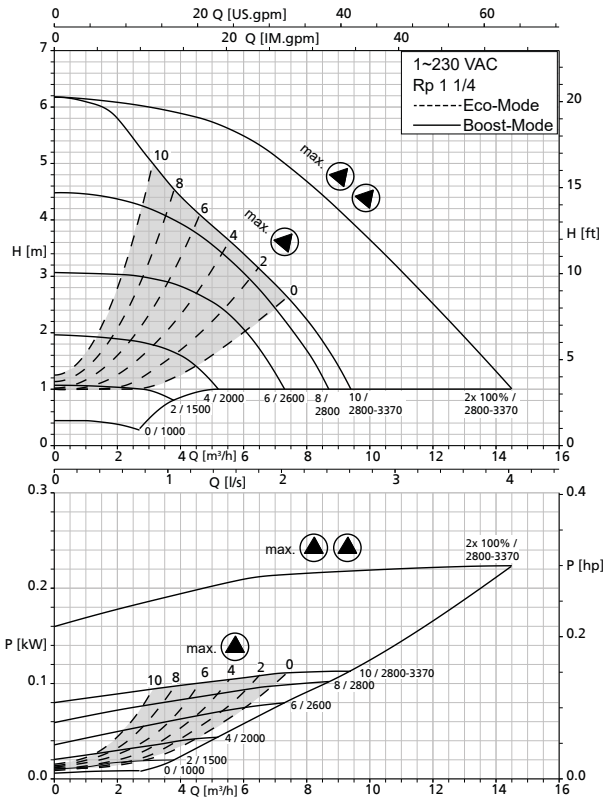 0 20 Q [US.gpm] 40 60
0 20 Q [IM.gpm] 40
7
6
5
4
H [m]
3
2
1
0
1~230 VAC
Rp 1 1/4
Eco-Mode
Boost-Mode
20
15
H [ft]
10
5
0
max.
max.
10
8
6
4
2
0
0 / 1000
2 / 1500
4 / 2000
6 / 2600
8 /
2800
10 /
2800-3370
2x 100% /
2800-3370
0 2 4 Q [m³/h] 6 8 10 12 14 16
0 1 Q [l/s] 2 3 4
0.3
0.2
P [kW]
0.1
0.0
0.4
P [hp]
0.2
0.0
max.
2x 100% /
2800-3370
max.
10 8 6 4 2 0
10 / 2800-3370
8 / 2800
6 / 2600
4 / 2000
2 / 1500
0 / 1000
0 2 4 Q [m³/h] 6 8 10 12 14 16